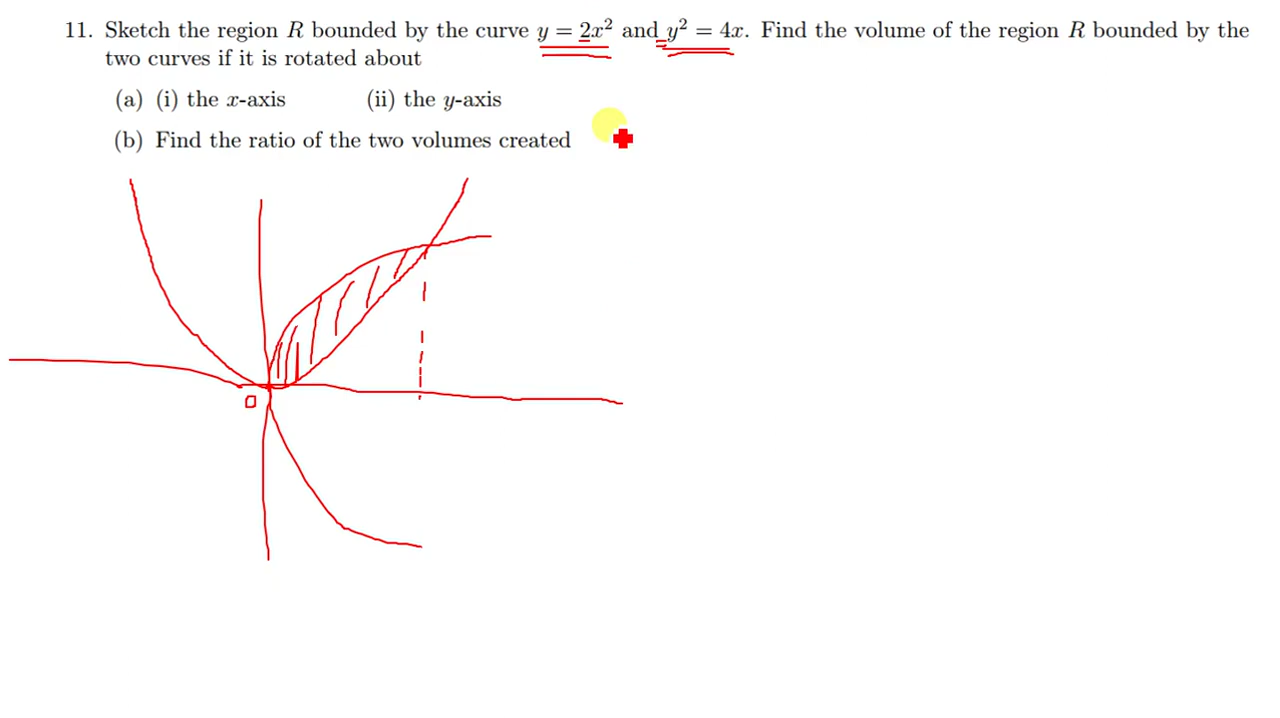 11. Sketch the region R bounded by the curve y = 2x² and y² = 4x. Find the volume of the region R bounded by the
two curves if it is rotated about
(a) (i) the x-axis (ii) the y-axis
(b) Find the ratio of the two volumes created
0